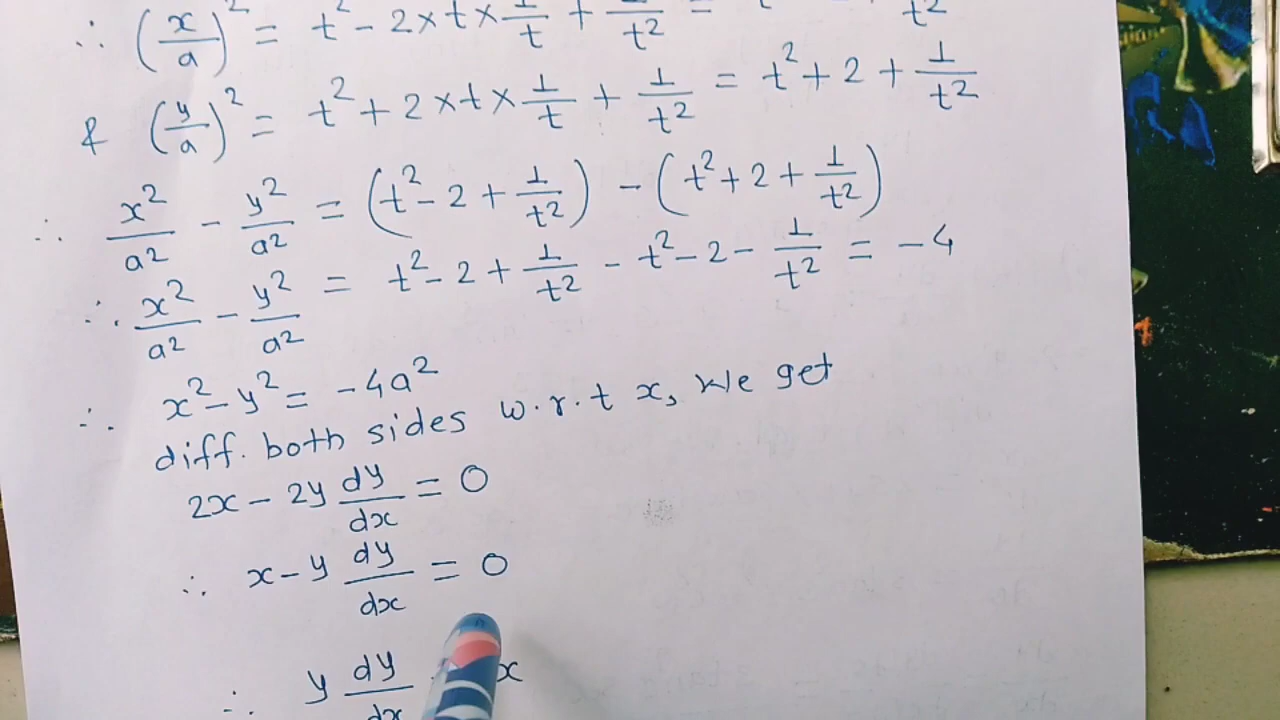 ∴ (x/a)² = t² - 2×t×1/t + 1/t² =
& (y/a)² = t² + 2×t×1/t + 1/t² = t² + 2 + 1/t²
∴ x²/a² - y²/a² = (t² - 2 + 1/t²) - (t² + 2 + 1/t²)
∴ x²/a² - y²/a² = t² - 2 + 1/t² - t² - 2 - 1/t² = -4
∴ x² - y² = -4a²
diff. both sides w.r.t x, we get
2x - 2y dy/dx = 0
∴ x - y dy/dx = 0
∴ y dy/dx x